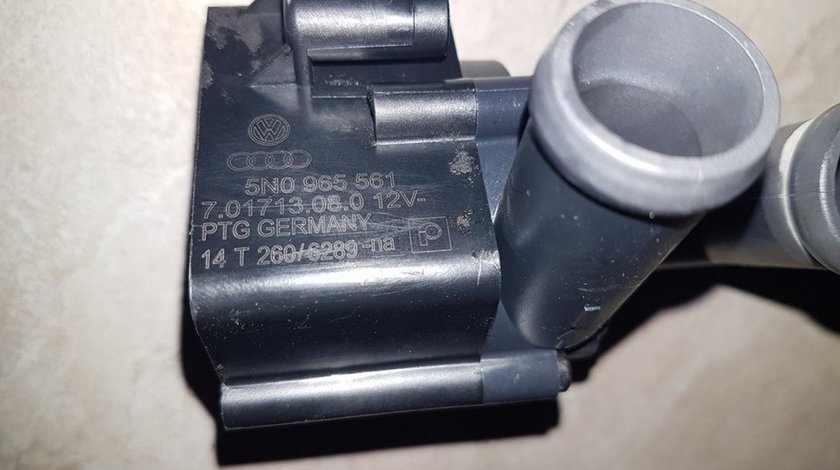 5N0 965 561
7.01713.08.0 12V-
PTG GERMANY
14 T 260/6289-na